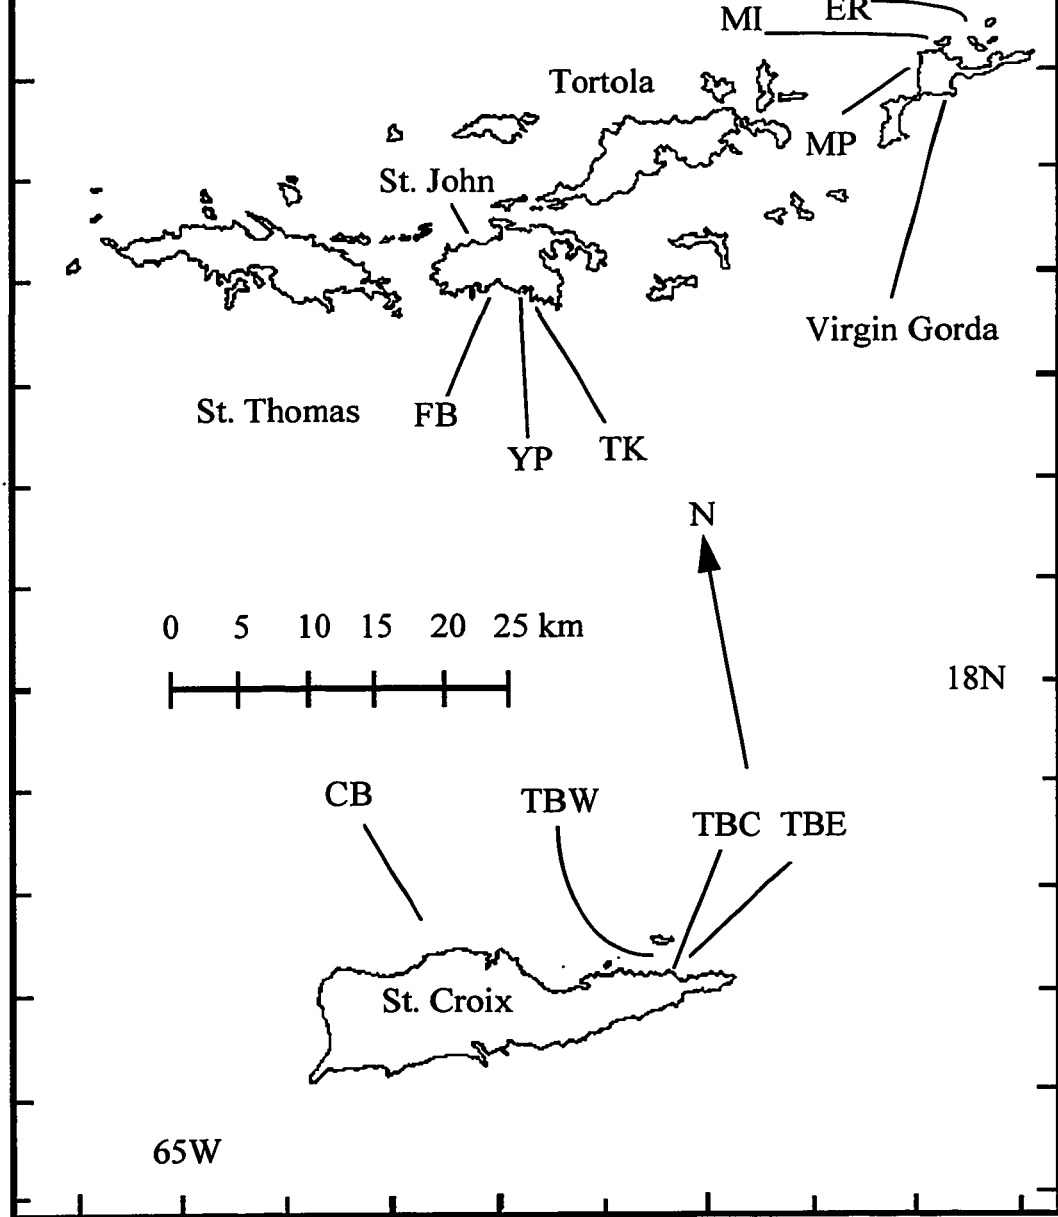 MI ER
Tortola
MP
St. John
Virgin Gorda
St. Thomas
FB
YP
TK
N
0 5 10 15 20 25 km
18N
CB
TBW
TBC TBE
St. Croix
65W